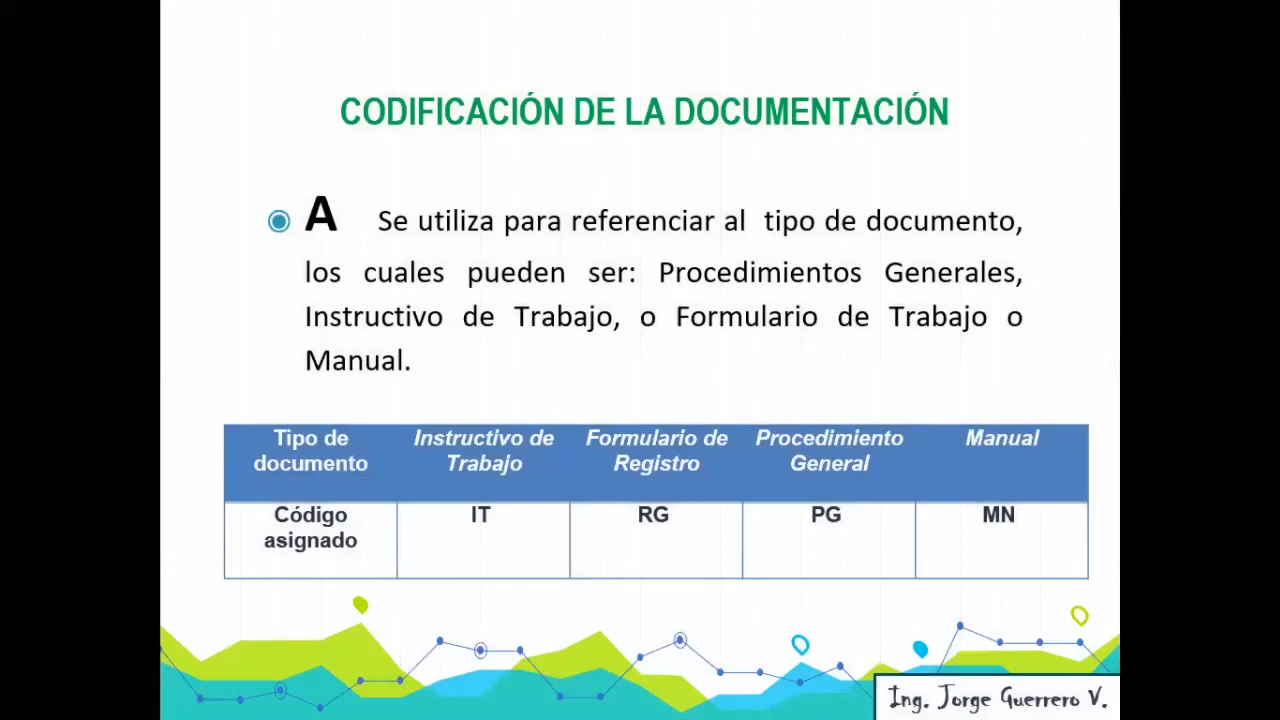 CODIFICACIÓN DE LA DOCUMENTACIÓN
A Se utiliza para referenciar al tipo de documento,
los cuales pueden ser: Procedimientos Generales,
Instructivo de Trabajo, o Formulario de Trabajo o
Manual.
Tipo de documento Instructivo de Trabajo Formulario de Registro Procedimiento General Manual
Código asignado IT RG PG MN
Ing. Jorge Guerrero V.